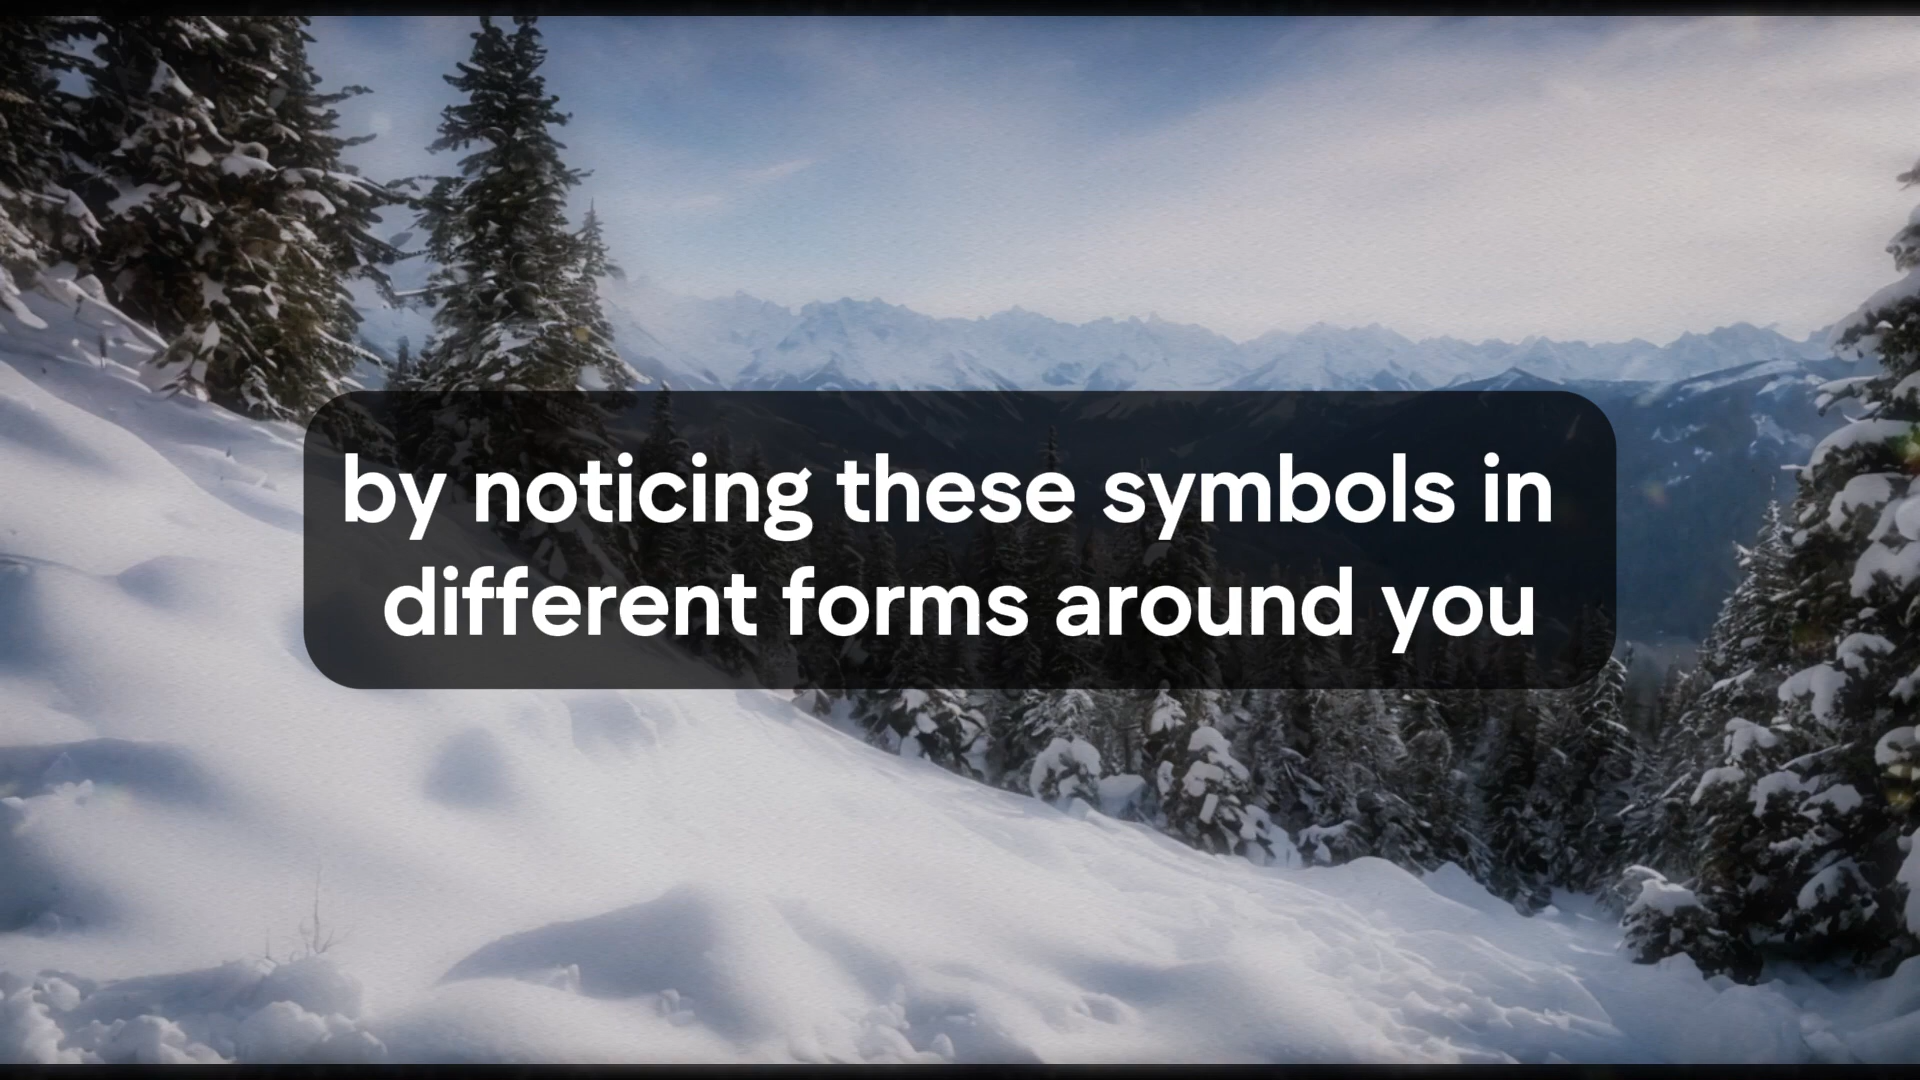 by noticing these symbols in
different forms around you